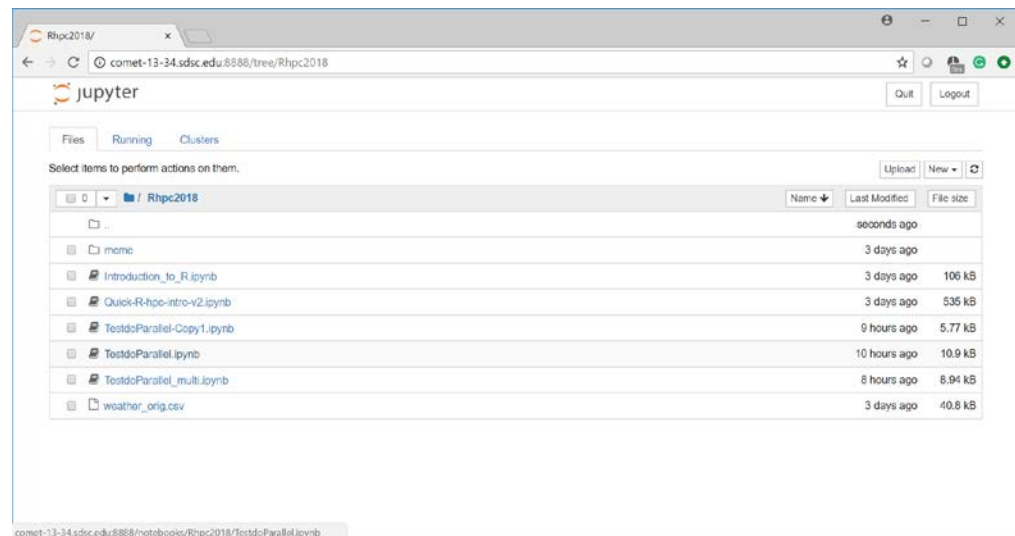 Rhpc2018/
comet-13-34.sdsc.edu:8888/tree/Rhpc2018
jupyter Quit Logout
Files Running Clusters
Select items to perform actions on them. Upload New
0 / Rhpc2018 Name Last Modified File size
.. seconds ago
3 days ago
Introduction_to_R.ipynb 3 days ago 106 kB
Quick-R-hpc-intro-v2.ipynb 3 days ago 535 kB
TestdoParallel-Copy1.ipynb 9 hours ago 5.77 kB
TestdoParallel.ipynb 10 hours ago 10.9 kB
TestdoParallel_multi.ipynb 8 hours ago 8.94 kB
weather_orig.csv 3 days ago 40.8 kB
comet-13-34.sdsc.edu:8888/notebooks/Rhpc2018/TestdoParallel.ipynb